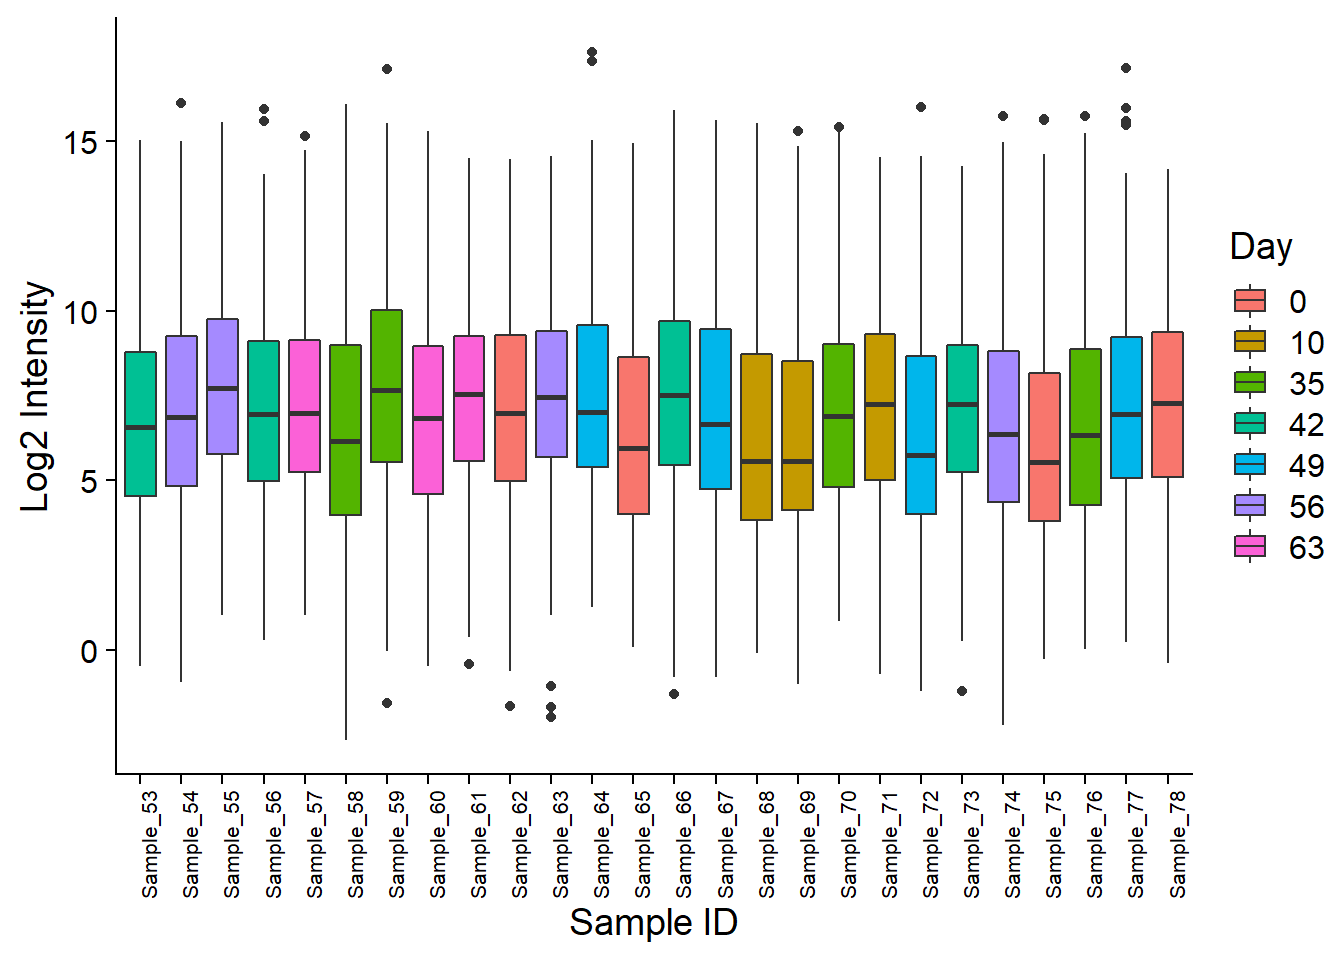 Log2 Intensity
15
10
5
0
Sample_53
Sample_54
Sample_55
Sample_56
Sample_57
Sample_58
Sample_59
Sample_60
Sample_61
Sample_62
Sample_63
Sample_64
Sample_65
Sample_66
Sample_67
Sample_68
Sample_69
Sample_70
Sample_71
Sample_72
Sample_73
Sample_74
Sample_75
Sample_76
Sample_77
Sample_78
Sample ID
Day
0
10
35
42
49
56
63